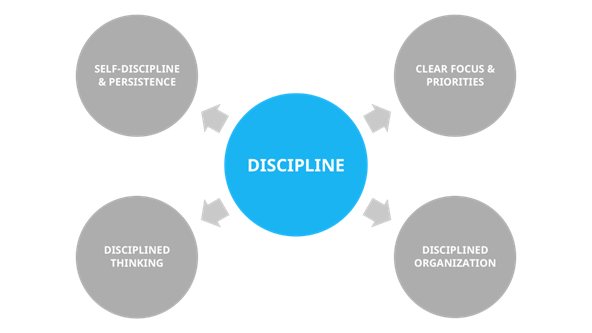 SELF-DISCIPLINE
& PERSISTENCE
CLEAR FOCUS &
PRIORITIES
DISCIPLINE
DISCIPLINED
THINKING
DISCIPLINED
ORGANIZATION